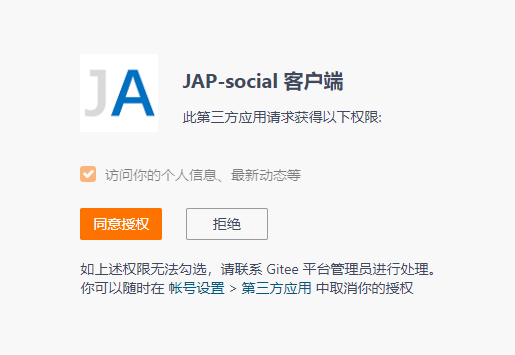 JA
JAP-social 客户端
此第三方应用请求获得以下权限:
访问你的个人信息、最新动态等
同意授权
拒绝
如上述权限无法勾选，请联系 Gitee 平台管理员进行处理。
你可以随时在 帐号设置 > 第三方应用 中取消你的授权